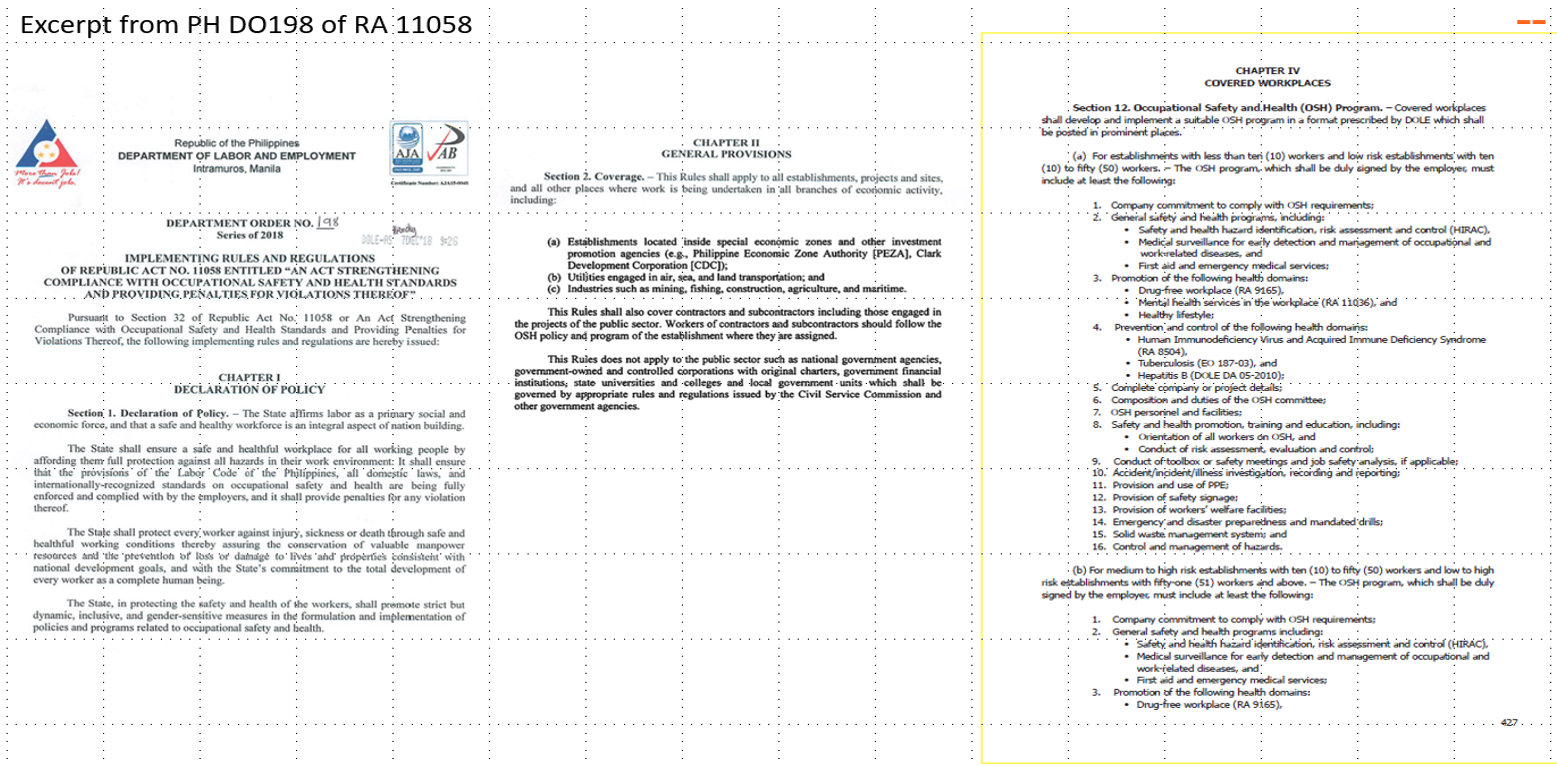 Excerpt from PH DO198 of RA 11058
More than Jobs!
It's decent jobs.
Republic of the Philippines
DEPARTMENT OF LABOR AND EMPLOYMENT
Intramuros, Manila
AJA
PAB
DEPARTMENT ORDER NO. 198
Series of 2018
IMPLEMENTING RULES AND REGULATIONS
OF REPUBLIC ACT NO. 11058 ENTITLED “AN ACT STRENGTHENING
COMPLIANCE WITH OCCUPATIONAL SAFETY AND HEALTH STANDARDS
AND PROVIDING PENALTIES FOR VIOLATIONS THEREOF”
Pursuant to Section 32 of Republic Act No. 11058 or An Act Strengthening
Compliance with Occupational Safety and Health Standards and Providing Penalties for
Violations Thereof, the following implementing rules and regulations are hereby issued:
CHAPTER I
DECLARATION OF POLICY
Section 1. Declaration of Policy. – The State affirms labor as a primary social and
economic force, and that a safe and healthy workforce is an integral aspect of nation building.
The State shall ensure a safe and healthful workplace for all working people by
affording them full protection against all hazards in their work environment. It shall ensure
that the provisions of the Labor Code of the Philippines, all domestic laws, and
internationally-recognized standards on occupational safety and health are being fully
enforced and complied with by the employers, and it shall provide penalties for any violation
thereof.
The State shall protect every worker against injury, sickness or death through safe and
healthful working conditions thereby assuring the conservation of valuable manpower
resources and the prevention of loss or damage to lives and properties consistent with
national development goals, and with the State's commitment to the total development of
every worker as a complete human being.
The State, in protecting the safety and health of the workers, shall promote strict but
dynamic, inclusive, and gender-sensitive measures in the formulation and implementation of
policies and programs related to occupational safety and health.
CHAPTER II
GENERAL PROVISIONS
Section 2. Coverage. – This Rules shall apply to all establishments, projects and sites,
and all other places where work is being undertaken in all branches of economic activity,
including:
(a) Establishments located inside special economic zones and other investment
promotion agencies (e.g., Philippine Economic Zone Authority [PEZA], Clark
Development Corporation [CDC]);
(b) Utilities engaged in air, sea, and land transportation; and
(c) Industries such as mining, fishing, construction, agriculture, and maritime.
This Rules shall also cover contractors and subcontractors including those engaged in
the projects of the public sector. Workers of contractors and subcontractors should follow the
OSH policy and program of the establishment where they are assigned.
This Rules does not apply to the public sector such as national government agencies,
government-owned and controlled corporations with original charters, government financial
institutions, state universities and colleges and local government units which shall be
governed by appropriate rules and regulations issued by the Civil Service Commission and
other government agencies.
CHAPTER IV
COVERED WORKPLACES
Section 12. Occupational Safety and Health (OSH) Program. – Covered workplaces
shall develop and implement a suitable OSH program in a format prescribed by DOLE which shall
be posted in prominent places.
(a) For establishments with less than ten (10) workers and low risk establishments with ten
(10) to fifty (50) workers. – The OSH program, which shall be duly signed by the employer, must
include at least the following:
1. Company commitment to comply with OSH requirements;
2. General safety and health programs, including:
• Safety and health hazard identification, risk assessment and control (HIRAC),
• Medical surveillance for early detection and management of occupational and
work-related diseases, and
• First aid and emergency medical services;
3. Promotion of the following health domains:
• Drug-free workplace (RA 9165),
• Mental health services in the workplace (RA 11036), and
• Healthy lifestyle;
4. Prevention and control of the following health domains:
• Human Immunodeficiency Virus and Acquired Immune Deficiency Syndrome
(RA 8504),
• Tuberculosis (EO 187-03), and
• Hepatitis B (DOLE DA 05-2010);
5. Complete company or project details;
6. Composition and duties of the OSH committee;
7. OSH personnel and facilities;
8. Safety and health promotion, training and education, including:
• Orientation of all workers on OSH, and
• Conduct of risk assessment, evaluation and control;
9. Conduct of toolbox or safety meetings and job safety analysis, if applicable;
10. Accident/incident/illness investigation, recording and reporting;
11. Provision and use of PPE;
12. Provision of safety signage;
13. Provision of workers' welfare facilities;
14. Emergency and disaster preparedness and mandated drills;
15. Solid waste management system; and
16. Control and management of hazards.
(b) For medium to high risk establishments with ten (10) to fifty (50) workers and low to high
risk establishments with fifty-one (51) workers and above. – The OSH program, which shall be duly
signed by the employer, must include at least the following:
1. Company commitment to comply with OSH requirements;
2. General safety and health programs including:
• Safety and health hazard identification, risk assessment and control (HIRAC),
• Medical surveillance for early detection and management of occupational and
work-related diseases, and
• First aid and emergency medical services;
3. Promotion of the following health domains:
• Drug-free workplace (RA 9165),
427